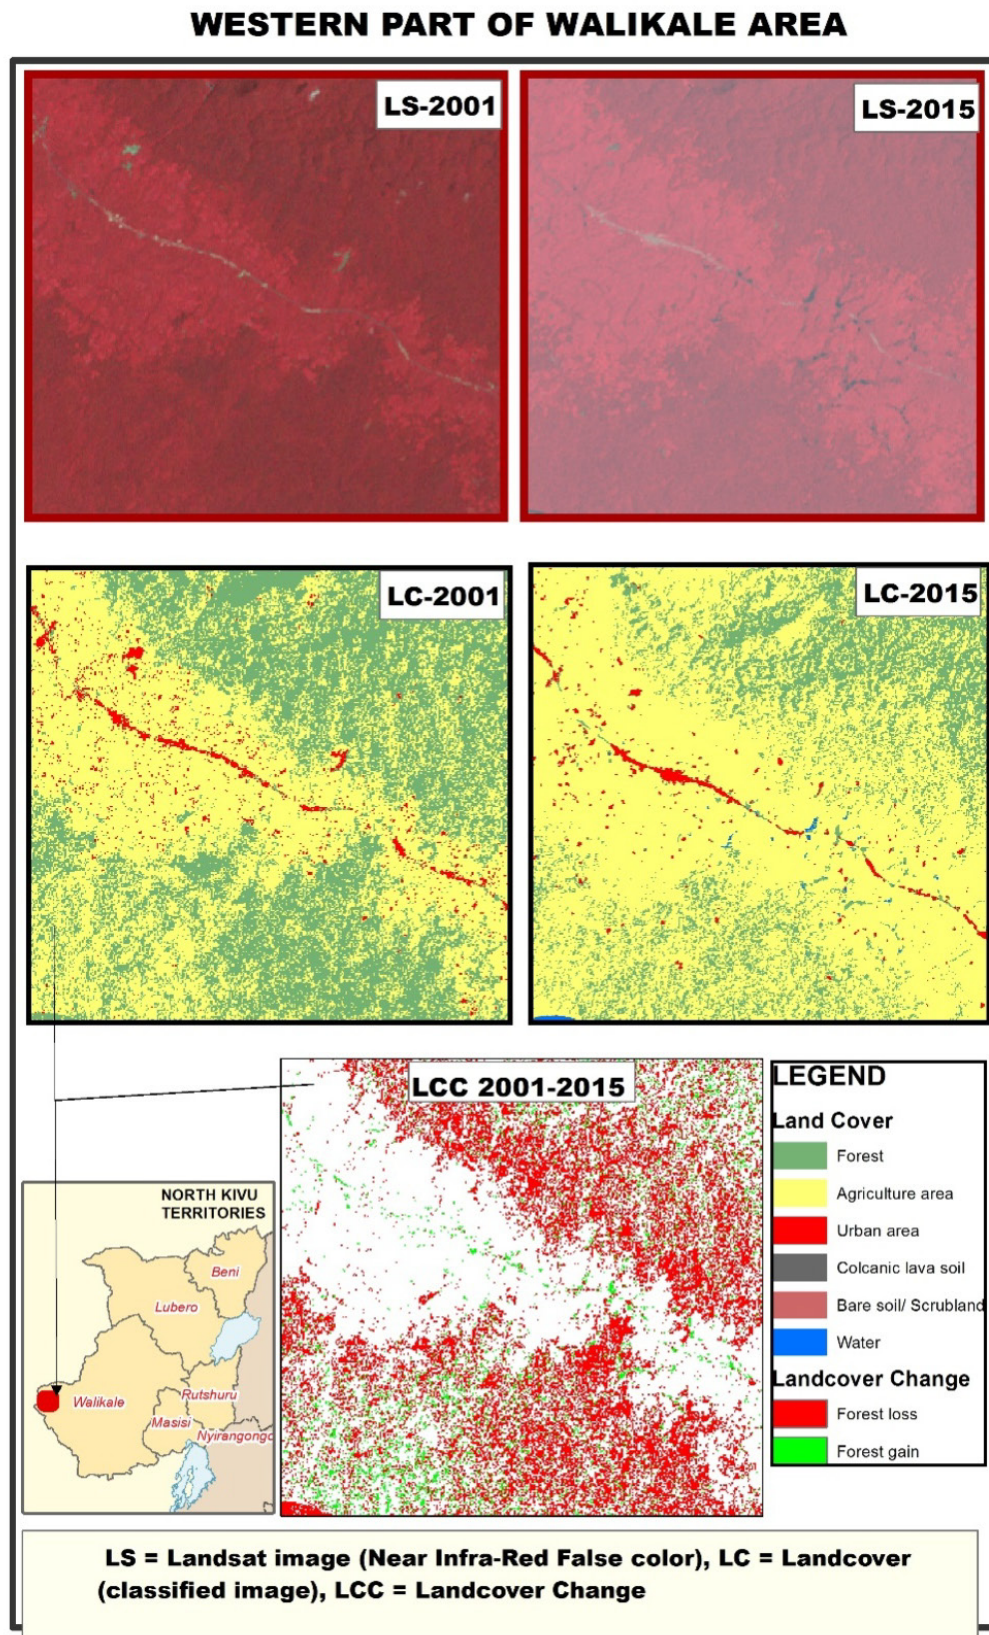 WESTERN PART OF WALIKALE AREA
LS-2001
LS-2015
LC-2001
LC-2015
LCC 2001-2015
LEGEND
Land Cover
Forest
Agriculture area
Urban area
Colcanic lava soil
Bare soil/ Scrubland
Water
Landcover Change
Forest loss
Forest gain
NORTH KIVU
TERRITORIES
Beni
Lubero
Walikale
Rutshuru
Masisi
Nyirangongo
LS = Landsat image (Near Infra-Red False color), LC = Landcover
(classified image), LCC = Landcover Change